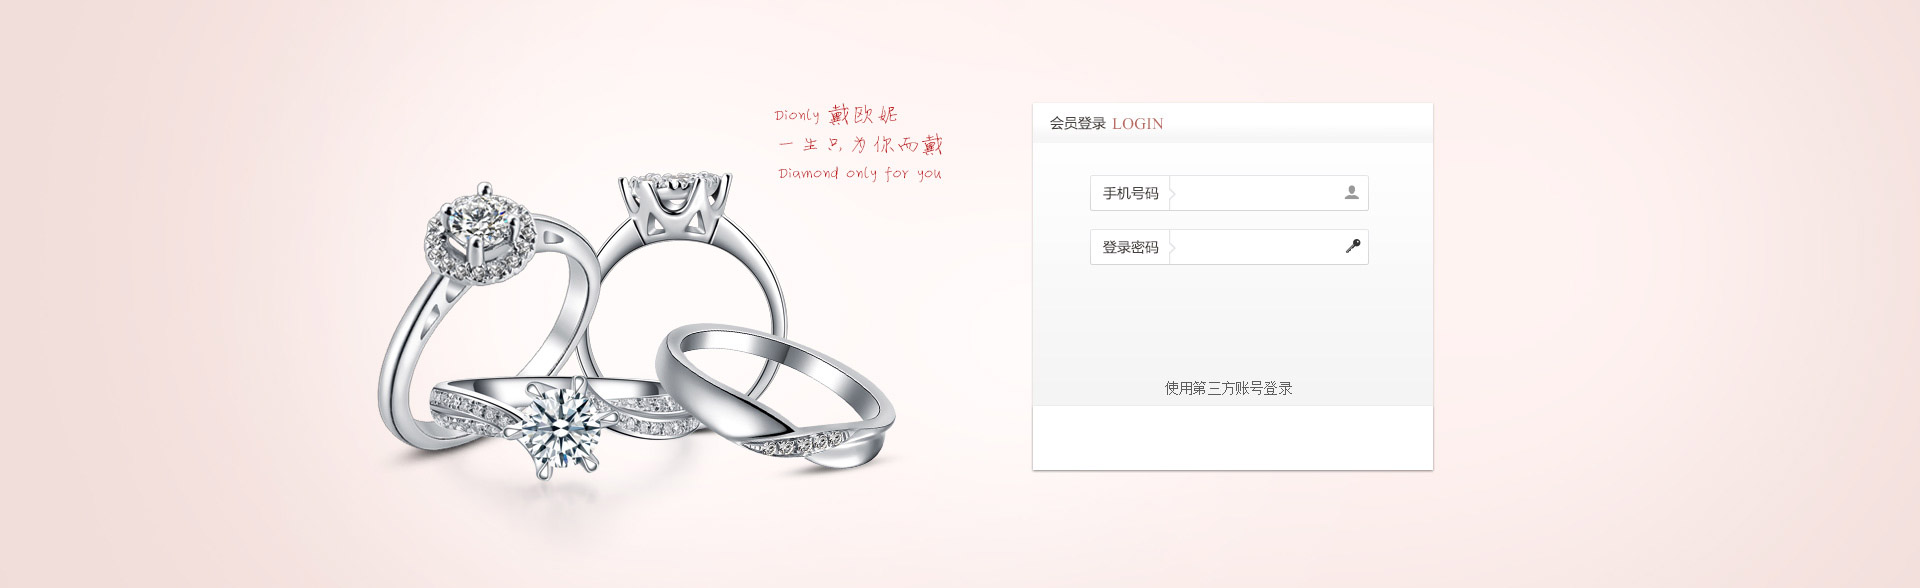 Dionly 戴欧妮
一生只为你而戴
Diamond only for you
会员登录 LOGIN
手机号码
登录密码
使用第三方账号登录